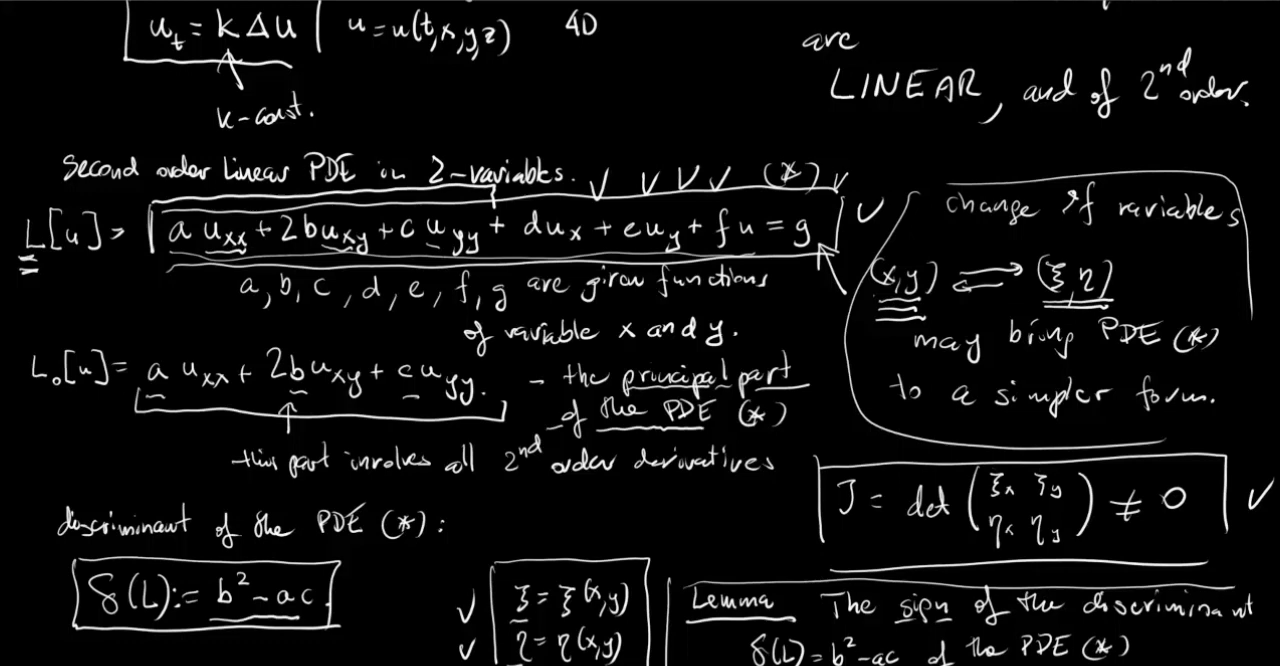 u_t = k Δ u    u = u(t,x,y,z)    4D
k-const.
are
LINEAR, and of 2nd order.
Second order Linear PDE in 2-variables. ✓ ✓ ✓ ✓ (*) ✓
L[u] = a u_xx + 2b u_xy + c u_yy + d u_x + e u_y + f u = g ✓
a, b, c, d, e, f, g are given functions
of variable x and y.
L_0[u] = a u_xx + 2b u_xy + c u_yy. - the principal part
of the PDE (*)
this part involves all 2nd order derivatives
change of variables
(x,y) ⇌ (ξ,η)
may bring PDE (*)
to a simpler form.
J = det ( ξ_x ξ_y
η_x η_y ) ≠ 0 ✓
discriminant of the PDE (*):
δ(L) := b² - ac.
✓ ξ = ξ(x,y)
✓ η = η(x,y)
Lemma The sign of the discriminant
δ(L) = b² - ac of the PDE (*)